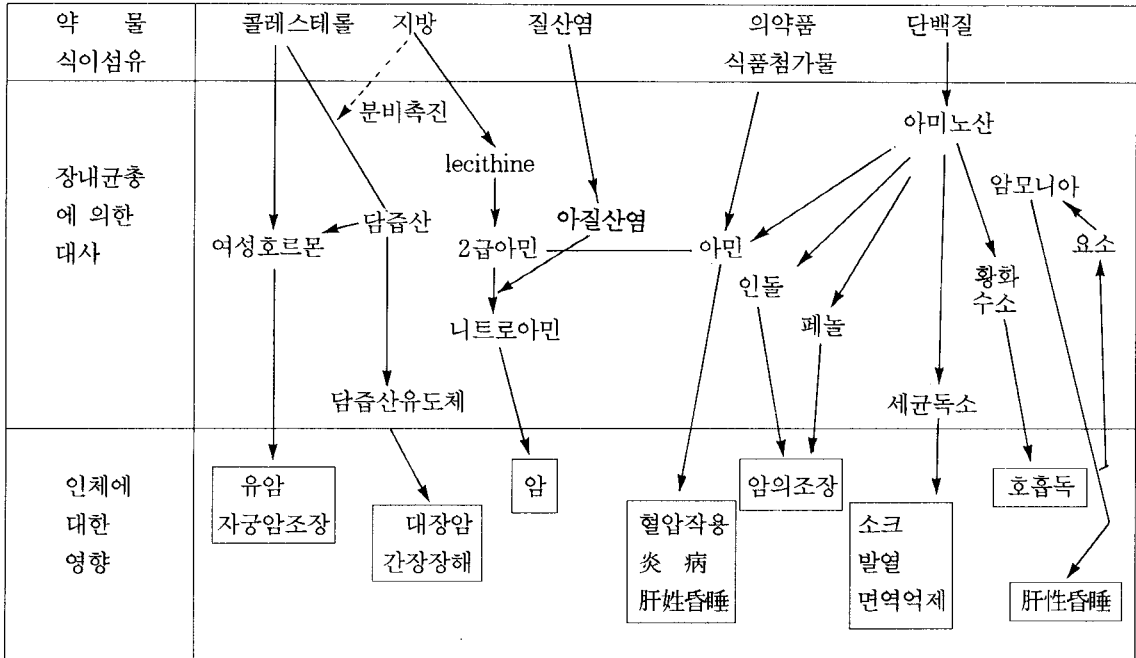 약 물
식이섬유
콜레스테롤 지방 질산염 의약품 단백질
식품첨가물
장내균총
에 의한
대사
분비촉진
아미노산
lecithine
암모니아
담즙산
아질산염
여성호르몬
2급아민
아민
요소
인돌
황화
수소
니트로아민
페놀
담즙산유도체
세균독소
인체에
대한
영향
유암
자궁암조장
대장암
간장장해
암
혈압작용
炎 病
肝姓昏睡
암의조장
소크
발열
면역억제
호흡독
肝性昏睡